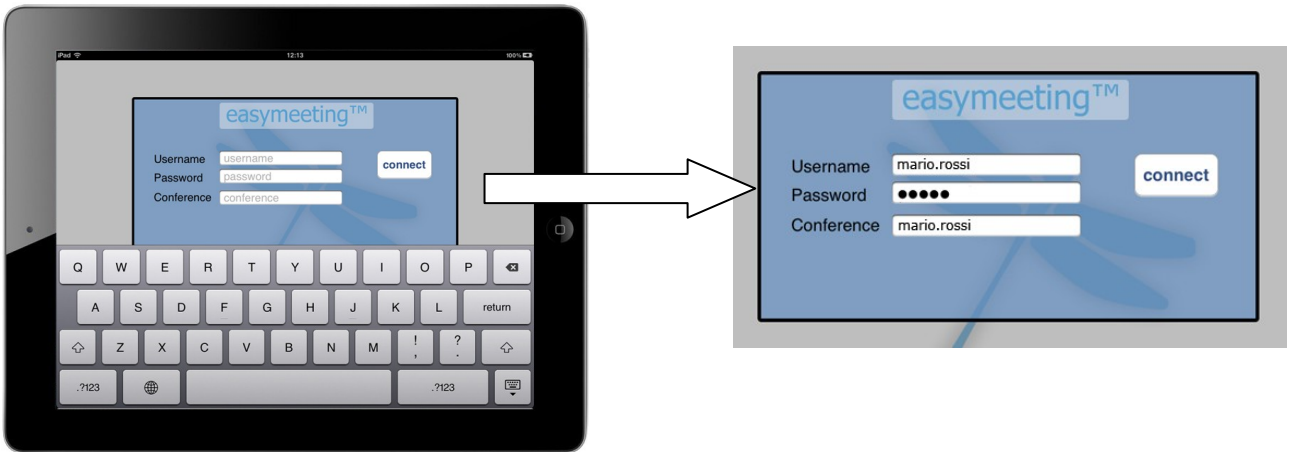 iPad 12:13 100%
easymeeting™
Username username
Password password
connect
Conference conference
Q W E R T Y U I O P
A S D F G H J K L return
Z X C V B N M ! , ? .
.?123 .?123
easymeeting™
Username mario.rossi
Password ●●●●●
connect
Conference mario.rossi